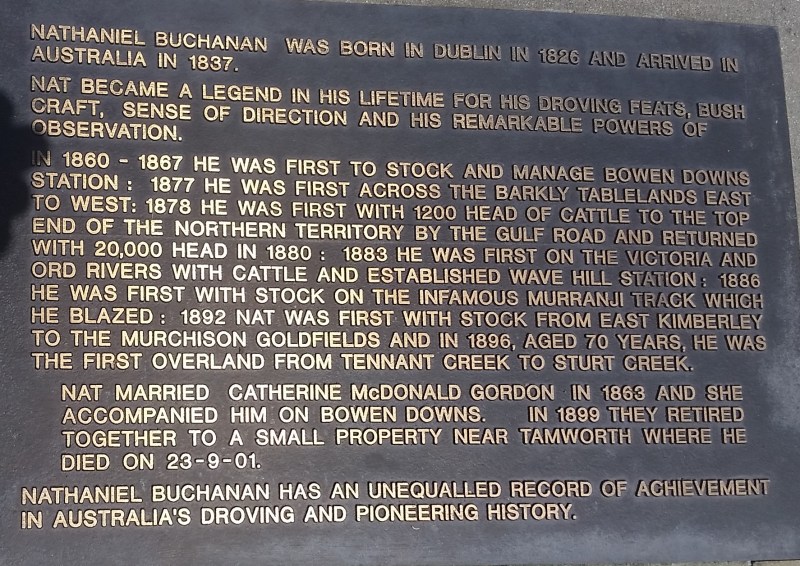 NATHANIEL BUCHANAN WAS BORN IN DUBLIN IN 1826 AND ARRIVED IN
AUSTRALIA IN 1837.
NAT BECAME A LEGEND IN HIS LIFETIME FOR HIS DROVING FEATS, BUSH
CRAFT, SENSE OF DIRECTION AND HIS REMARKABLE POWERS OF
OBSERVATION.
IN 1860 - 1867 HE WAS FIRST TO STOCK AND MANAGE BOWEN DOWNS
STATION : 1877 HE WAS FIRST ACROSS THE BARKLY TABLELANDS EAST
TO WEST: 1878 HE WAS FIRST WITH 1200 HEAD OF CATTLE TO THE TOP
END OF THE NORTHERN TERRITORY BY THE GULF ROAD AND RETURNED
WITH 20,000 HEAD IN 1880 : 1883 HE WAS FIRST ON THE VICTORIA AND
ORD RIVERS WITH CATTLE AND ESTABLISHED WAVE HILL STATION : 1886
HE WAS FIRST WITH STOCK ON THE INFAMOUS MURRANJI TRACK WHICH
HE BLAZED : 1892 NAT WAS FIRST WITH STOCK FROM EAST KIMBERLEY
TO THE MURCHISON GOLDFIELDS AND IN 1896, AGED 70 YEARS, HE WAS
THE FIRST OVERLAND FROM TENNANT CREEK TO STURT CREEK.
NAT MARRIED CATHERINE McDONALD GORDON IN 1863 AND SHE
ACCOMPANIED HIM ON BOWEN DOWNS. IN 1899 THEY RETIRED
TOGETHER TO A SMALL PROPERTY NEAR TAMWORTH WHERE HE
DIED ON 23-9-01.
NATHANIEL BUCHANAN HAS AN UNEQUALLED RECORD OF ACHIEVEMENT
IN AUSTRALIA'S DROVING AND PIONEERING HISTORY.